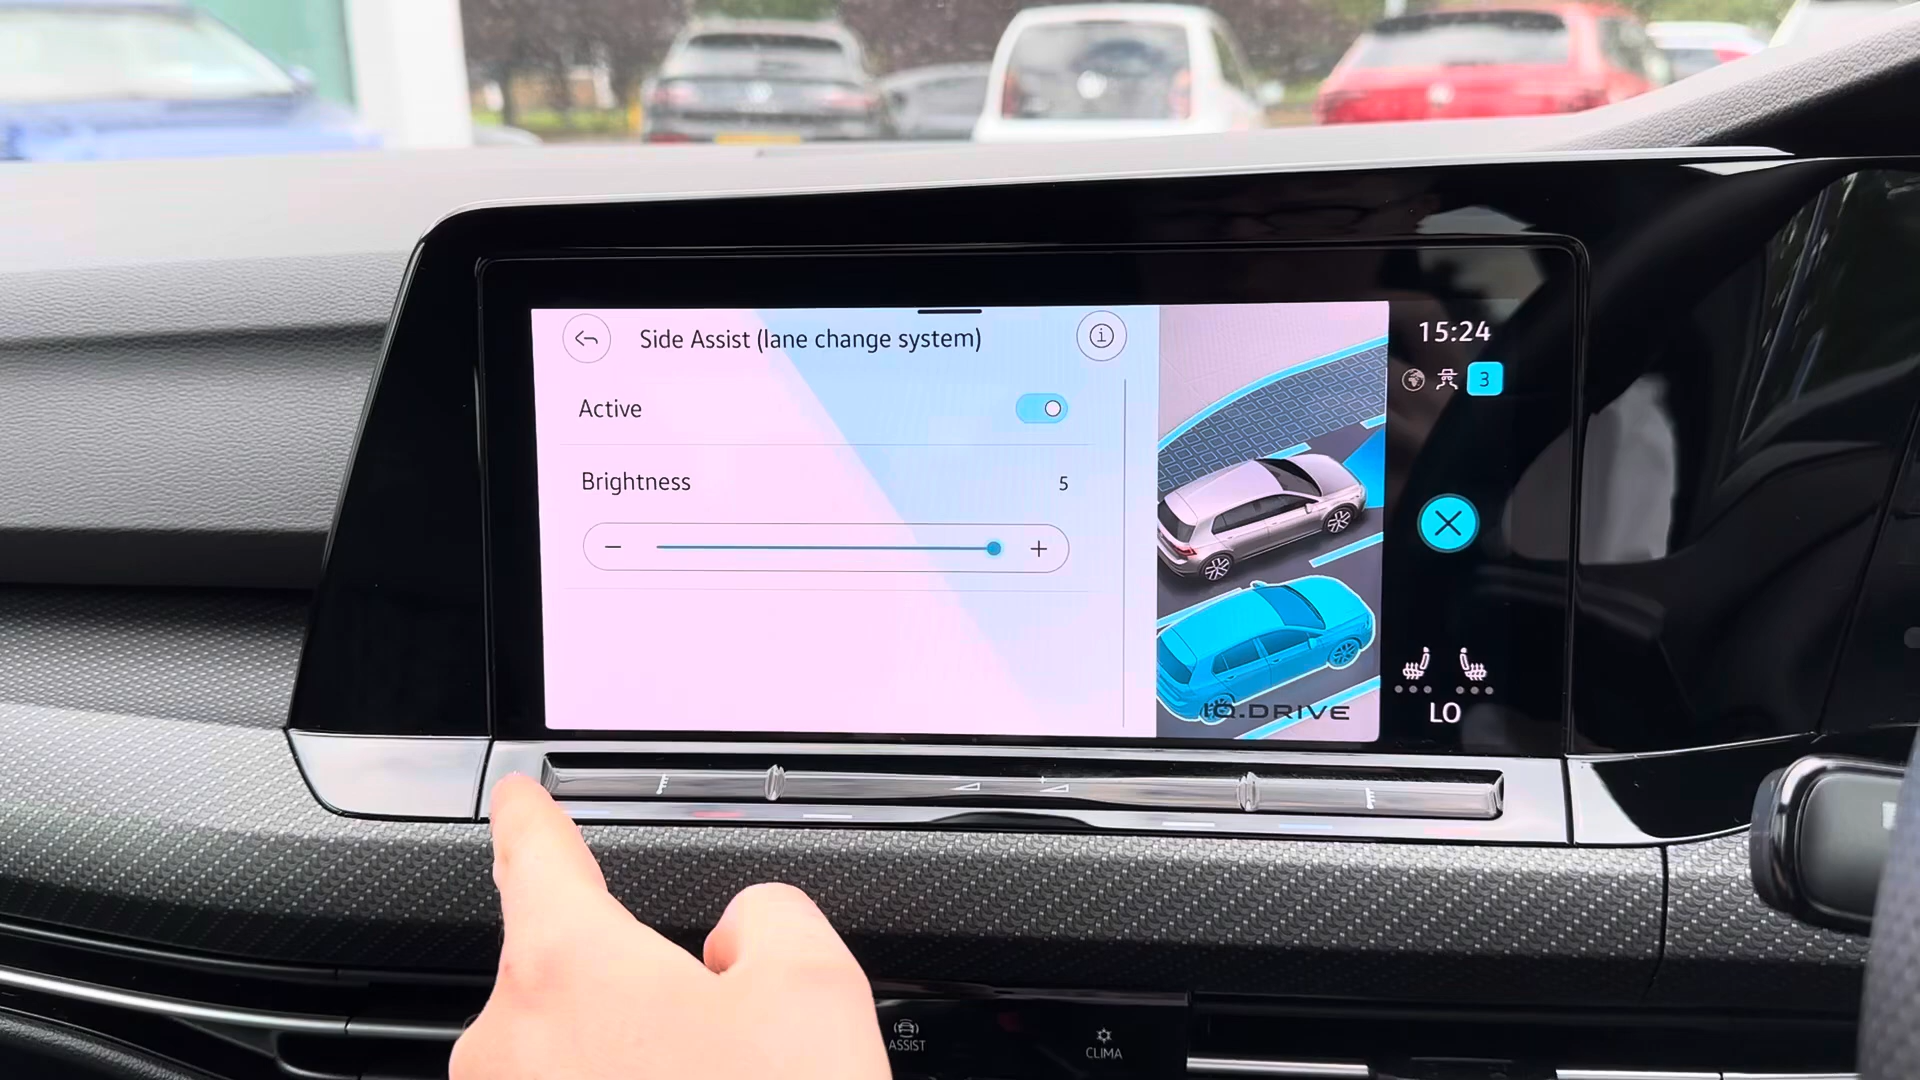 Side Assist (lane change system)
Active
Brightness 5
IQ.DRIVE
15:24
3
LO
ASSIST
CLIMA